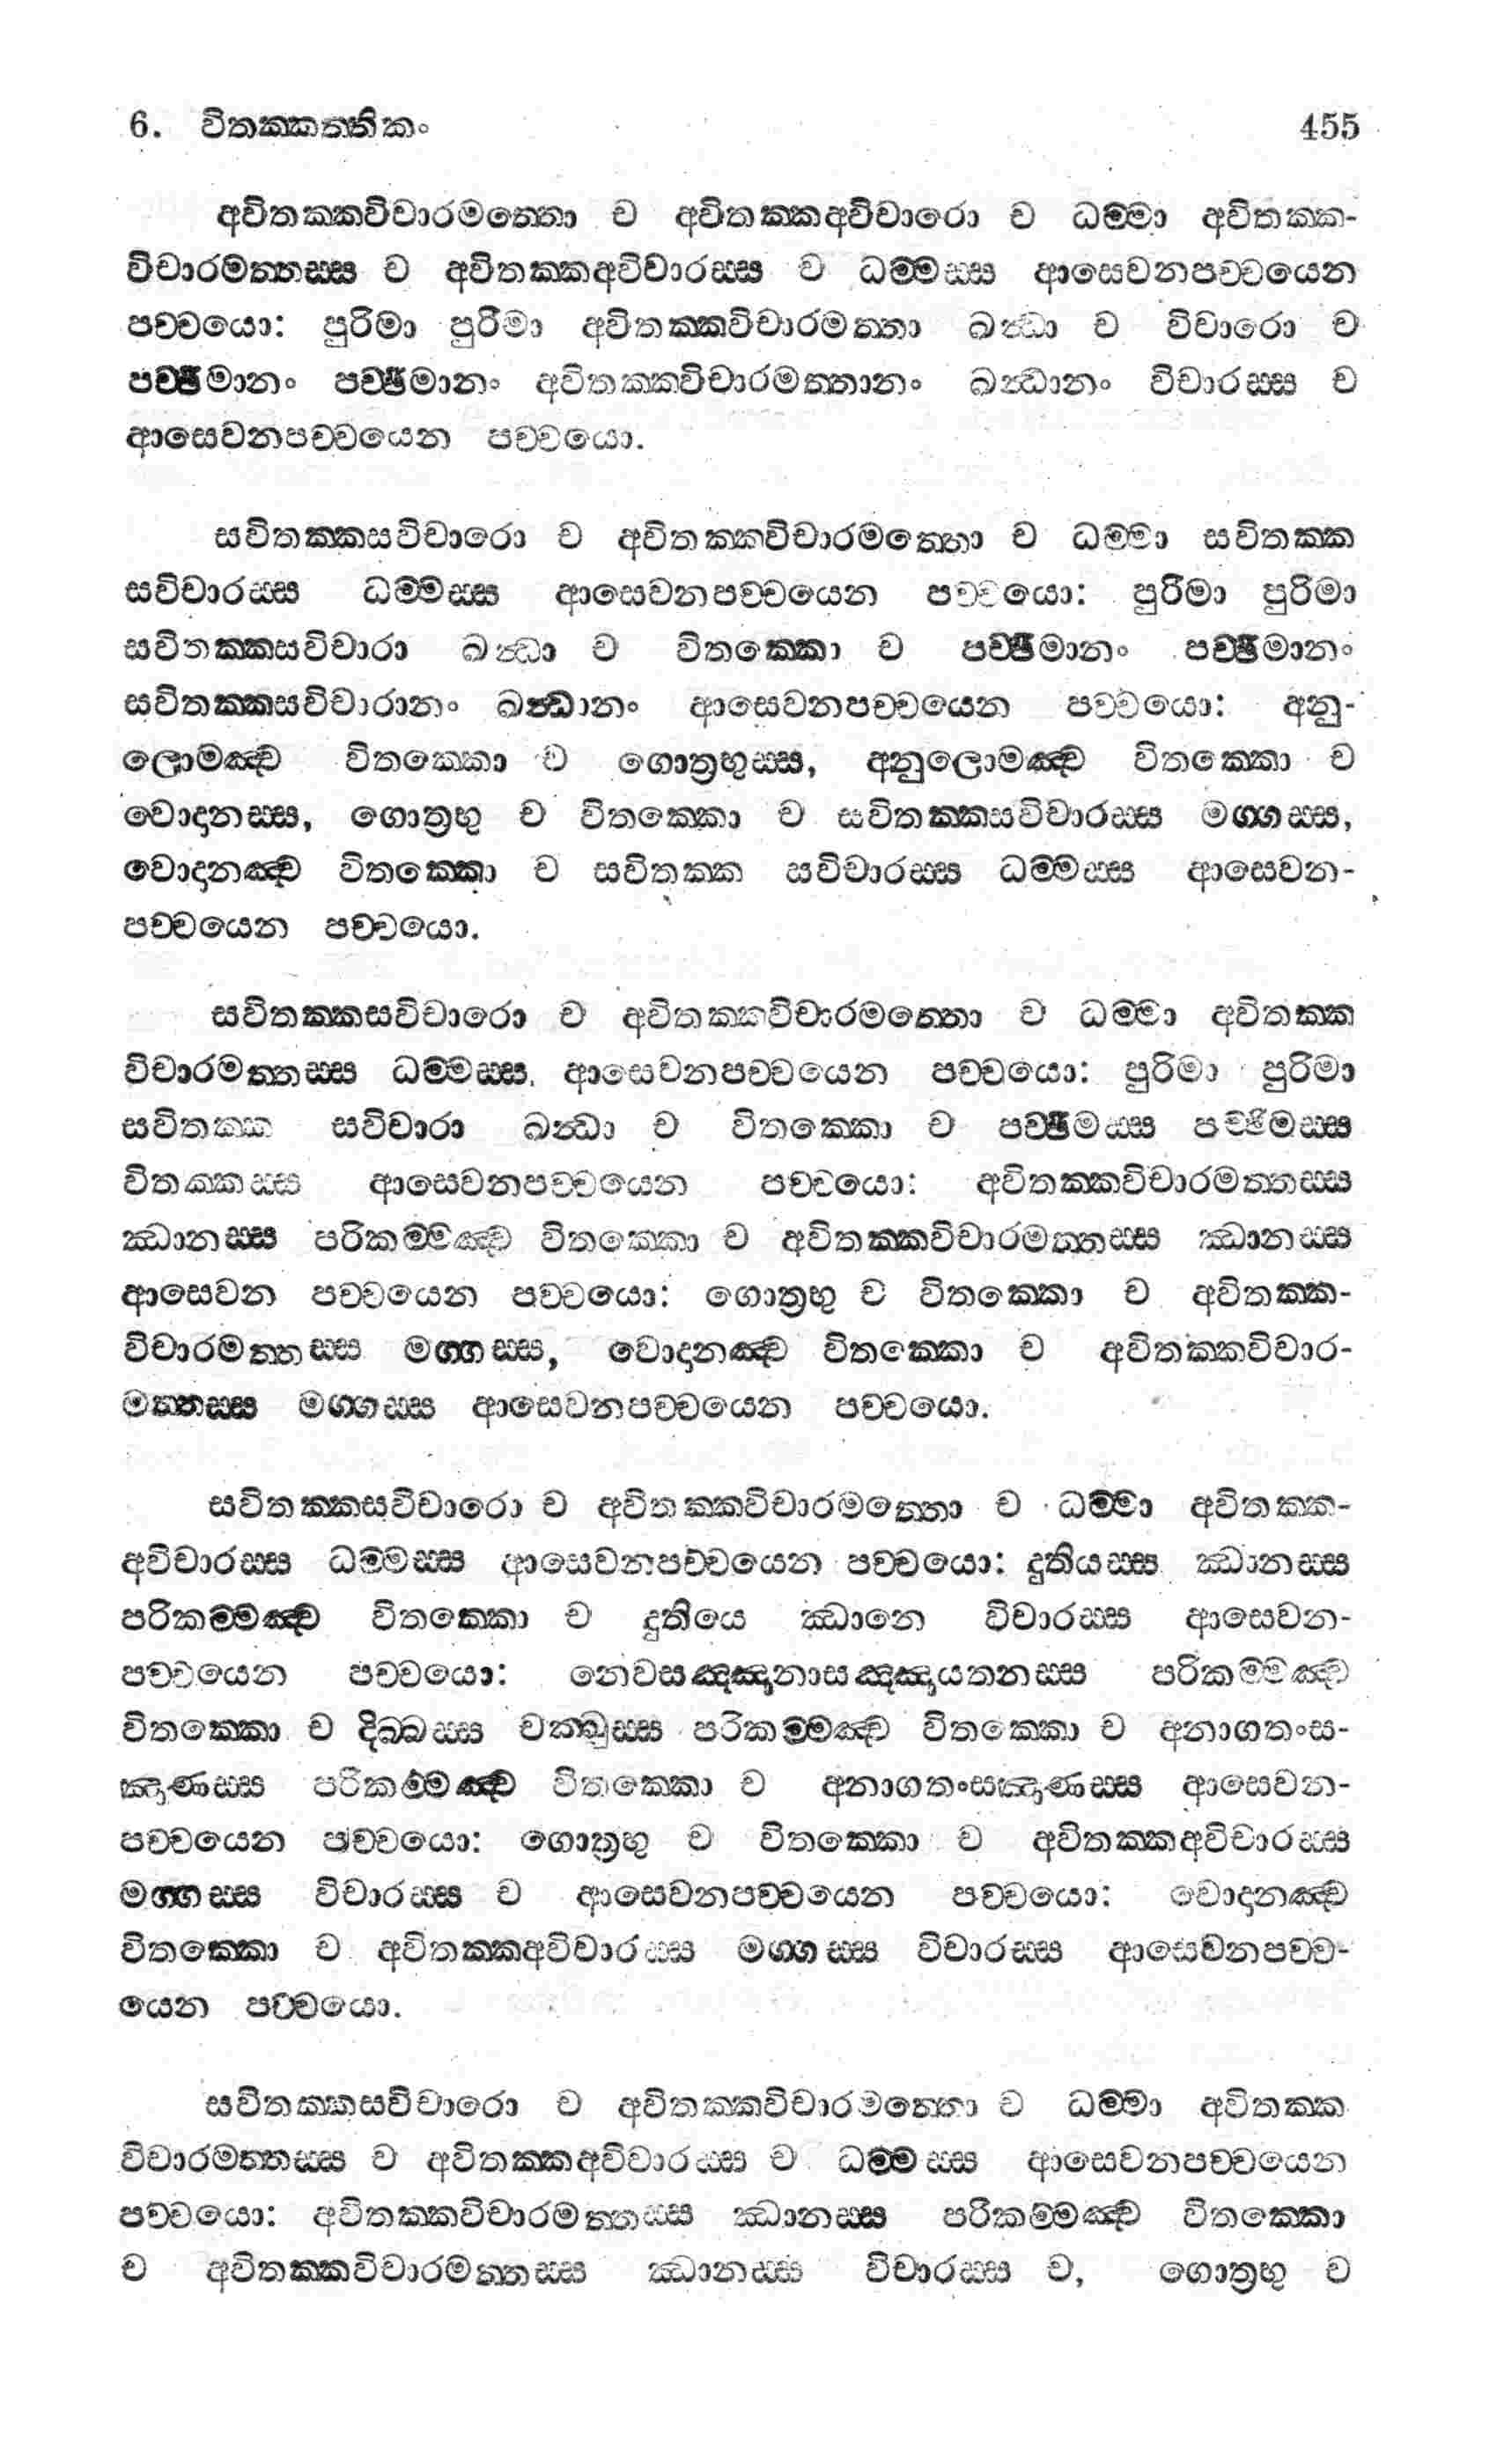 6. විතක්කත්තිකං 455
අවිතක්කවිචාරමත්තො ච අවිතක්කඅවිචාරො ච ධම්මා අවිතක්ක-
විචාරමත්තස්ස ච අවිතක්කඅවිචාරස්ස ච ධම්මස්ස ආසෙවනපච්චයෙන
පච්චයො: පුරිමා පුරිමා අවිතක්කවිචාරමත්තා ඛන්ධා ච විචාරො ච
පච්ඡිමානං පච්ඡිමානං අවිතක්කවිචාරමත්තානං ඛන්ධානං විචාරස්ස ච
ආසෙවනපච්චයෙන පච්චයො.
සවිතක්කසවිචාරො ච අවිතක්කවිචාරමත්තො ච ධම්මා සවිතක්ක
සවිචාරස්ස ධම්මස්ස ආසෙවනපච්චයෙන පච්චයො: පුරිමා පුරිමා
සවිතක්කසවිචාරා ඛන්ධා ච විතක්කො ච පච්ඡිමානං පච්ඡිමානං
සවිතක්කසවිචාරානං ඛන්ධානං ආසෙවනපච්චයෙන පච්චයො: අනු-
ලොමඤ්ච විතක්කො ච ගොත්‍රභුස්ස, අනුලොමඤ්ච විතක්කො ච
වොදානස්ස, ගොත්‍රභු ච විතක්කො ච සවිතක්කසවිචාරස්ස මග්ගස්ස,
වොදානඤ්ච විතක්කො ච සවිතක්ක සවිචාරස්ස ධම්මස්ස ආසෙවන-
පච්චයෙන පච්චයො.
සවිතක්කසවිචාරො ච අවිතක්කවිචාරමත්තො ච ධම්මා අවිතක්ක
විචාරමත්තස්ස ධම්මස්ස ආසෙවනපච්චයෙන පච්චයො: පුරිමා පුරිමා
සවිතක්ක සවිචාරා ඛන්ධා ච විතක්කො ච පච්ඡිමස්ස පච්ඡිමස්ස
විතක්කස්ස ආසෙවනපච්චයෙන පච්චයො: අවිතක්කවිචාරමත්තස්ස
ඣානස්ස පරිකම්මඤ්ච විතක්කො ච අවිතක්කවිචාරමත්තස්ස ඣානස්ස
ආසෙවන පච්චයෙන පච්චයො: ගොත්‍රභු ච විතක්කො ච අවිතක්ක-
විචාරමත්තස්ස මග්ගස්ස, වොදානඤ්ච විතක්කො ච අවිතක්කවිචාර-
මත්තස්ස මග්ගස්ස ආසෙවනපච්චයෙන පච්චයො.
සවිතක්කසවිචාරො ච අවිතක්කවිචාරමත්තො ච ධම්මා අවිතක්ක-
අවිචාරස්ස ධම්මස්ස ආසෙවනපච්චයෙන පච්චයො: දුතියස්ස ඣානස්ස
පරිකම්මඤ්ච විතක්කො ච දුතියෙ ඣානෙ විචාරස්ස ආසෙවන-
පච්චයෙන පච්චයො: නෙවසඤ්ඤානාසඤ්ඤායතනස්ස පරිකම්මඤ්ච
විතක්කො ච දිබ්බස්ස චක්ඛුස්ස පරිකම්මඤ්ච විතක්කො ච අනාගතංස-
ඤාණස්ස පරිකම්මඤ්ච විතක්කො ච අනාගතංසඤාණස්ස ආසෙවන-
පච්චයෙන පච්චයො: ගොත්‍රභු ච විතක්කො ච අවිතක්කඅවිචාරස්ස
මග්ගස්ස විචාරස්ස ච ආසෙවනපච්චයෙන පච්චයො: වොදානඤ්ච
විතක්කො ච අවිතක්කඅවිචාරස්ස මග්ගස්ස විචාරස්ස ආසෙවනපච්ච-
යෙන පච්චයො.
සවිතක්කසවිචාරො ච අවිතක්කවිචාරමත්තො ච ධම්මා අවිතක්ක
විචාරමත්තස්ස ච අවිතක්කඅවිචාරස්ස ච ධම්මස්ස ආසෙවනපච්චයෙන
පච්චයො: අවිතක්කවිචාරමත්තස්ස ඣානස්ස පරිකම්මඤ්ච විතක්කො
ච අවිතක්කවිචාරමත්තස්ස ඣානස්ස විචාරස්ස ච, ගොත්‍රභු ච